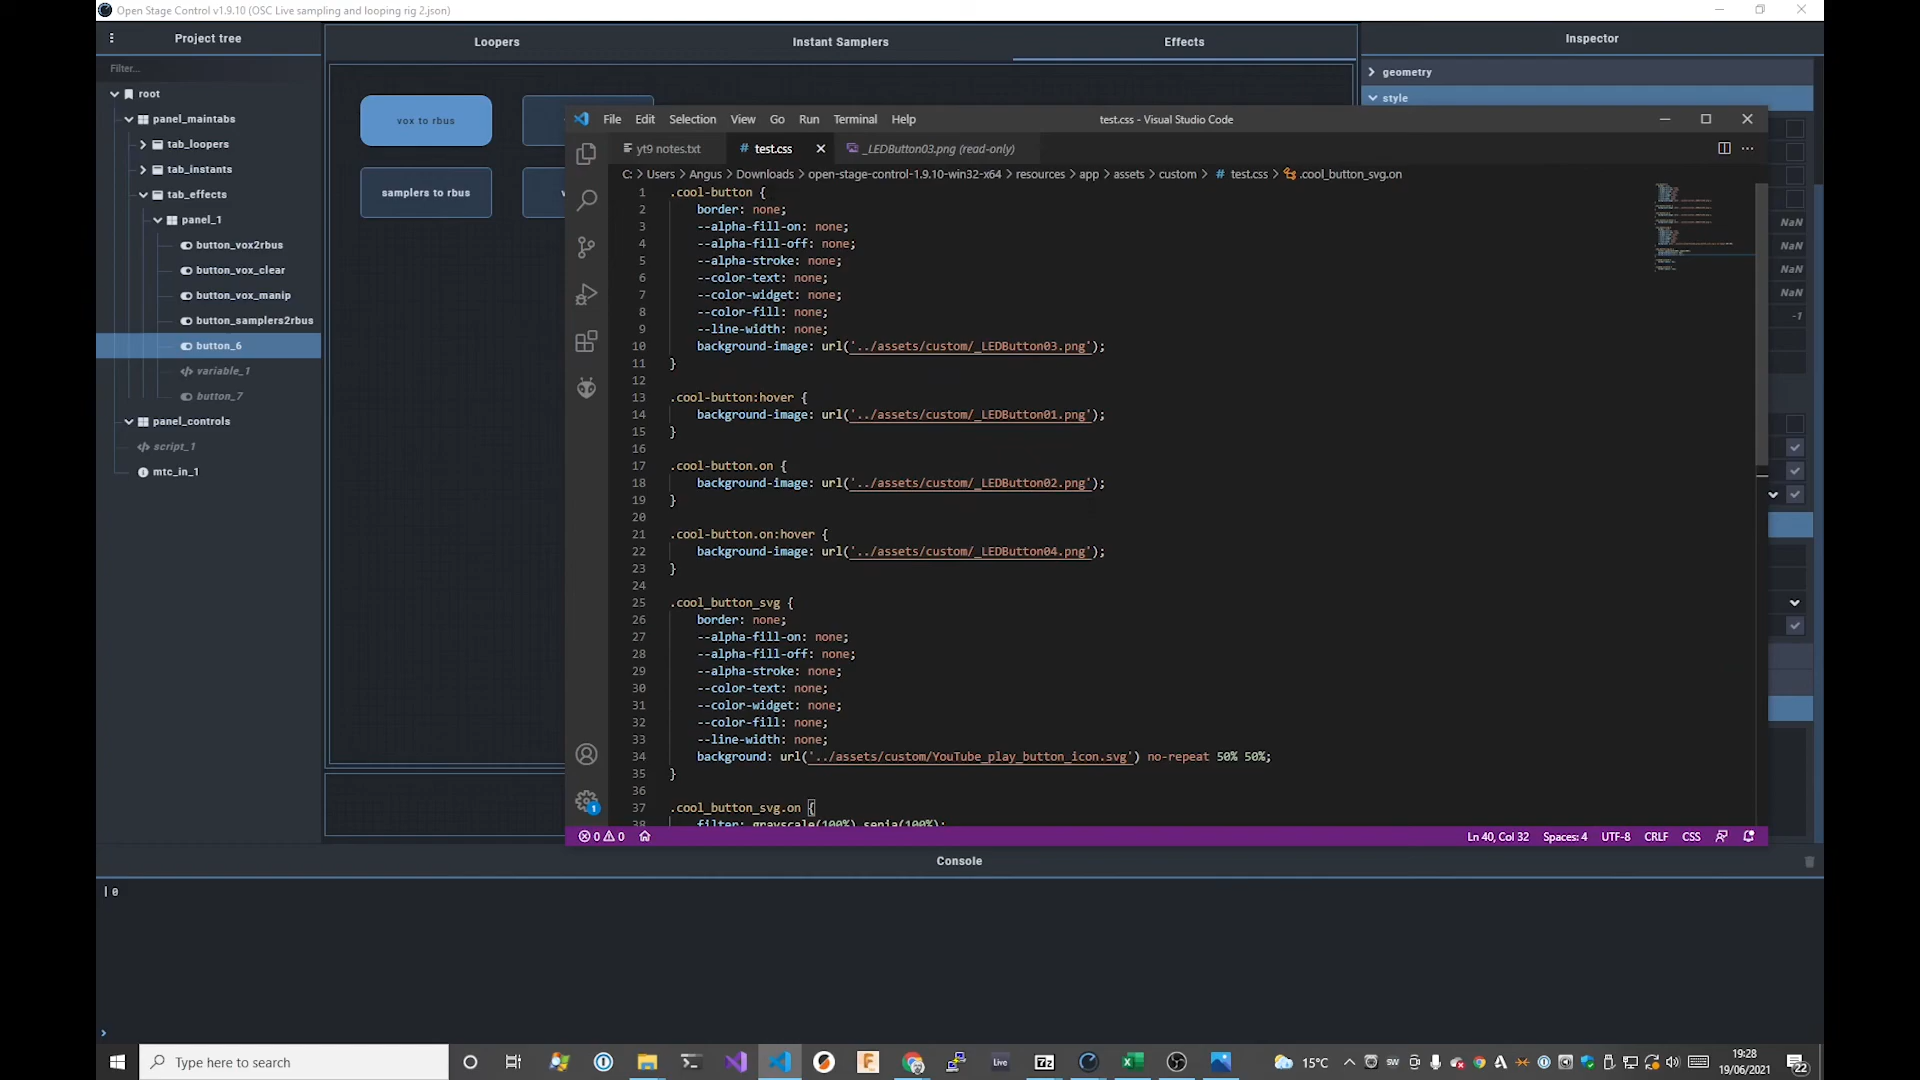 Open Stage Control v1.9.10 (OSC Live sampling and looping rig 2.json)
Project tree
Loopers
Instant Samplers
Effects
Inspector
Filter...
root
panel_maintabs
tab_loopers
tab_instants
tab_effects
panel_1
button_vox2rbus
button_vox_clear
button_vox_manip
button_samplers2rbus
button_6
variable_1
button_7
panel_controls
script_1
mtc_in_1
vox to rbus
samplers to rbus
geometry
style
NaN
NaN
NaN
NaN
-1
File Edit Selection View Go Run Terminal Help
test.css - Visual Studio Code
yt9 notes.txt
# test.css
_LEDButton03.png (read-only)
C: > Users > Angus > Downloads > open-stage-control-1.9.10-win32-x64 > resources > app > assets > custom > # test.css > .cool_button_svg.on
1 .cool-button {
2 border: none;
3 --alpha-fill-on: none;
4 --alpha-fill-off: none;
5 --alpha-stroke: none;
6 --color-text: none;
7 --color-widget: none;
8 --color-fill: none;
9 --line-width: none;
10 background-image: url('../assets/custom/_LEDButton03.png');
11 }
12
13 .cool-button:hover {
14 background-image: url('../assets/custom/_LEDButton01.png');
15 }
16
17 .cool-button.on {
18 background-image: url('../assets/custom/_LEDButton02.png');
19 }
20
21 .cool-button.on:hover {
22 background-image: url('../assets/custom/_LEDButton04.png');
23 }
24
25 .cool_button_svg {
26 border: none;
27 --alpha-fill-on: none;
28 --alpha-fill-off: none;
29 --alpha-stroke: none;
30 --color-text: none;
31 --color-widget: none;
32 --color-fill: none;
33 --line-width: none;
34 background: url('../assets/custom/YouTube_play_button_icon.svg') no-repeat 50% 50%;
35 }
36
37 .cool_button_svg.on {
38 filter: grayscale(100%) sepia(100%);
1
0 0
Ln 40, Col 32 Spaces: 4 UTF-8 CRLF CSS
Console
0
Type here to search
Live
7Z
SW
15°C
19:28
19/06/2021
22